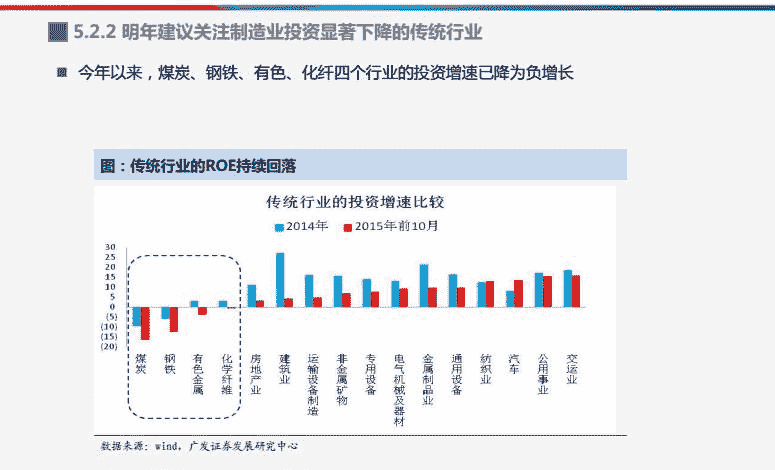 5.2.2 明年建议关注制造业投资显著下降的传统行业
今年以来，煤炭、钢铁、有色、化纤四个行业的投资增速已降为负增长
图：传统行业的ROE持续回落
传统行业的投资增速比较
2014年 2015年前10月
30
25
20
15
10
5
0
(5)
(10)
(15)
(20)
煤炭
钢铁
有色金属
化学纤维
房地产业
建筑业
运输设备制造
非金属矿物
专用设备
电气机械及器材
金属制品业
通用设备
纺织业
汽车
公用事业
交运业
数据来源：wind，广发证券发展研究中心